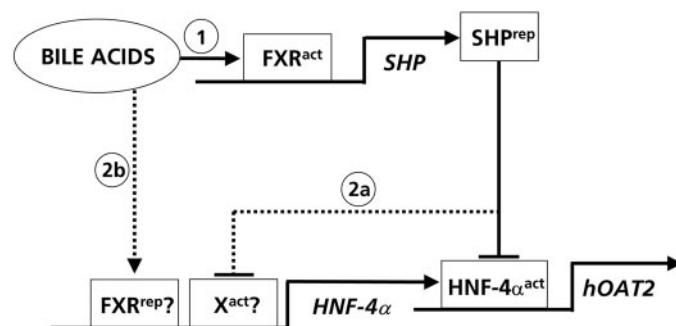 1
BILE ACIDS
FXRact
SHP
SHPrep
2b
2a
FXRrep?
Xact?
HNF-4α
HNF-4αact
hOAT2